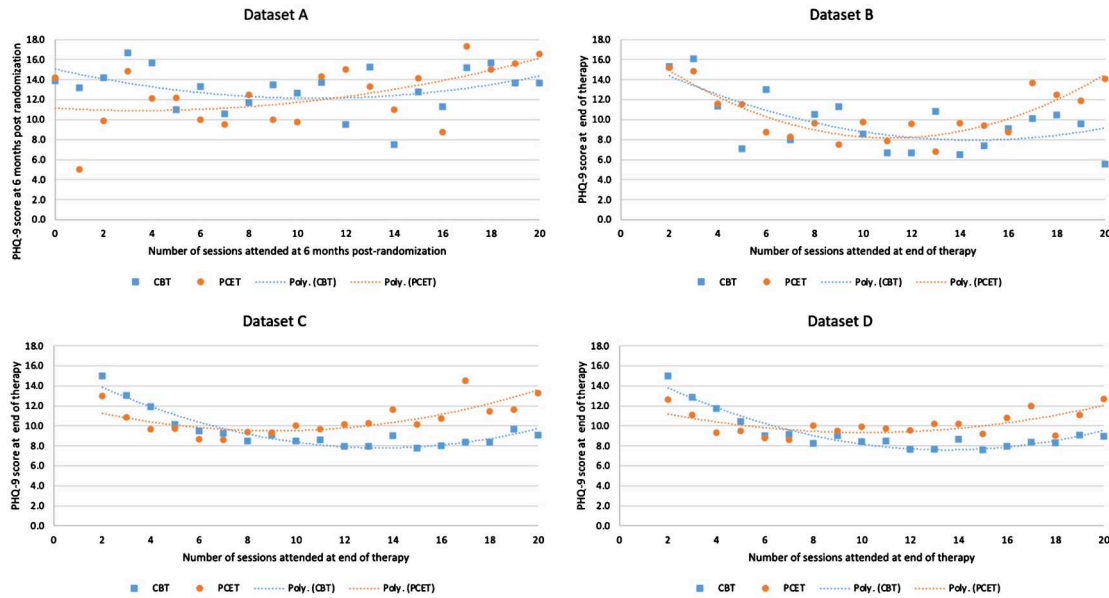 Dataset A
PHQ-9 score at 6 months post randomization
18.0
16.0
14.0
12.0
10.0
8.0
6.0
4.0
2.0
0.0
0 2 4 6 8 10 12 14 16 18 20
Number of sessions attended at 6 months post-randomization
CBT PCET Poly. (CBT) Poly. (PCET)
Dataset B
PHQ-9 score at end of therapy
18.0
16.0
14.0
12.0
10.0
8.0
6.0
4.0
2.0
0.0
0 2 4 6 8 10 12 14 16 18 20
Number of sessions attended at end of therapy
CBT PCET Poly. (CBT) Poly. (PCET)
Dataset C
PHQ-9 score at end of therapy
18.0
16.0
14.0
12.0
10.0
8.0
6.0
4.0
2.0
0.0
0 2 4 6 8 10 12 14 16 18 20
Number of sessions attended at end of therapy
CBT PCET Poly. (CBT) Poly. (PCET)
Dataset D
PHQ-9 score at end of therapy
18.0
16.0
14.0
12.0
10.0
8.0
6.0
4.0
2.0
0.0
0 2 4 6 8 10 12 14 16 18 20
Number of sessions attended at end of therapy
CBT PCET Poly. (CBT) Poly. (PCET)